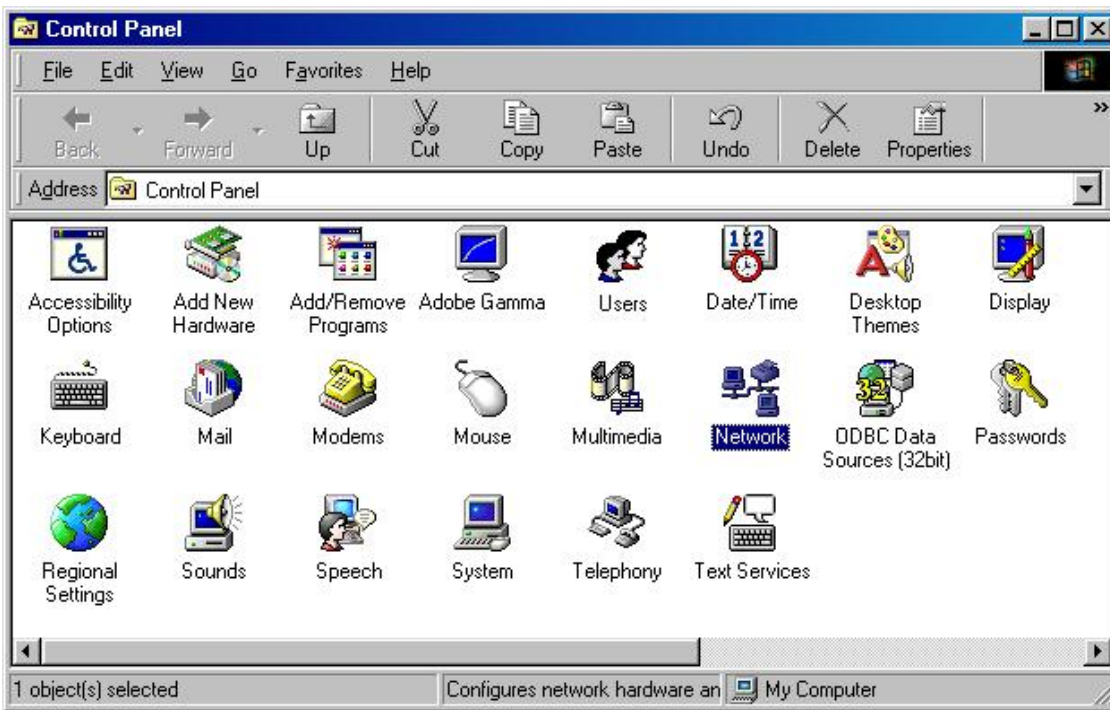 Control Panel
File Edit View Go Favorites Help
»
Back Forward Up Cut Copy Paste Undo Delete Properties
Address Control Panel
Accessibility Options
Add New Hardware
Add/Remove Programs
Adobe Gamma
Users
12
Date/Time
Desktop Themes
Display
Keyboard
Mail
Modems
Mouse
Multimedia
Network
32
ODBC Data Sources (32bit)
Passwords
Regional Settings
Sounds
Speech
System
Telephony
Text Services
1 object(s) selected Configures network hardware an My Computer